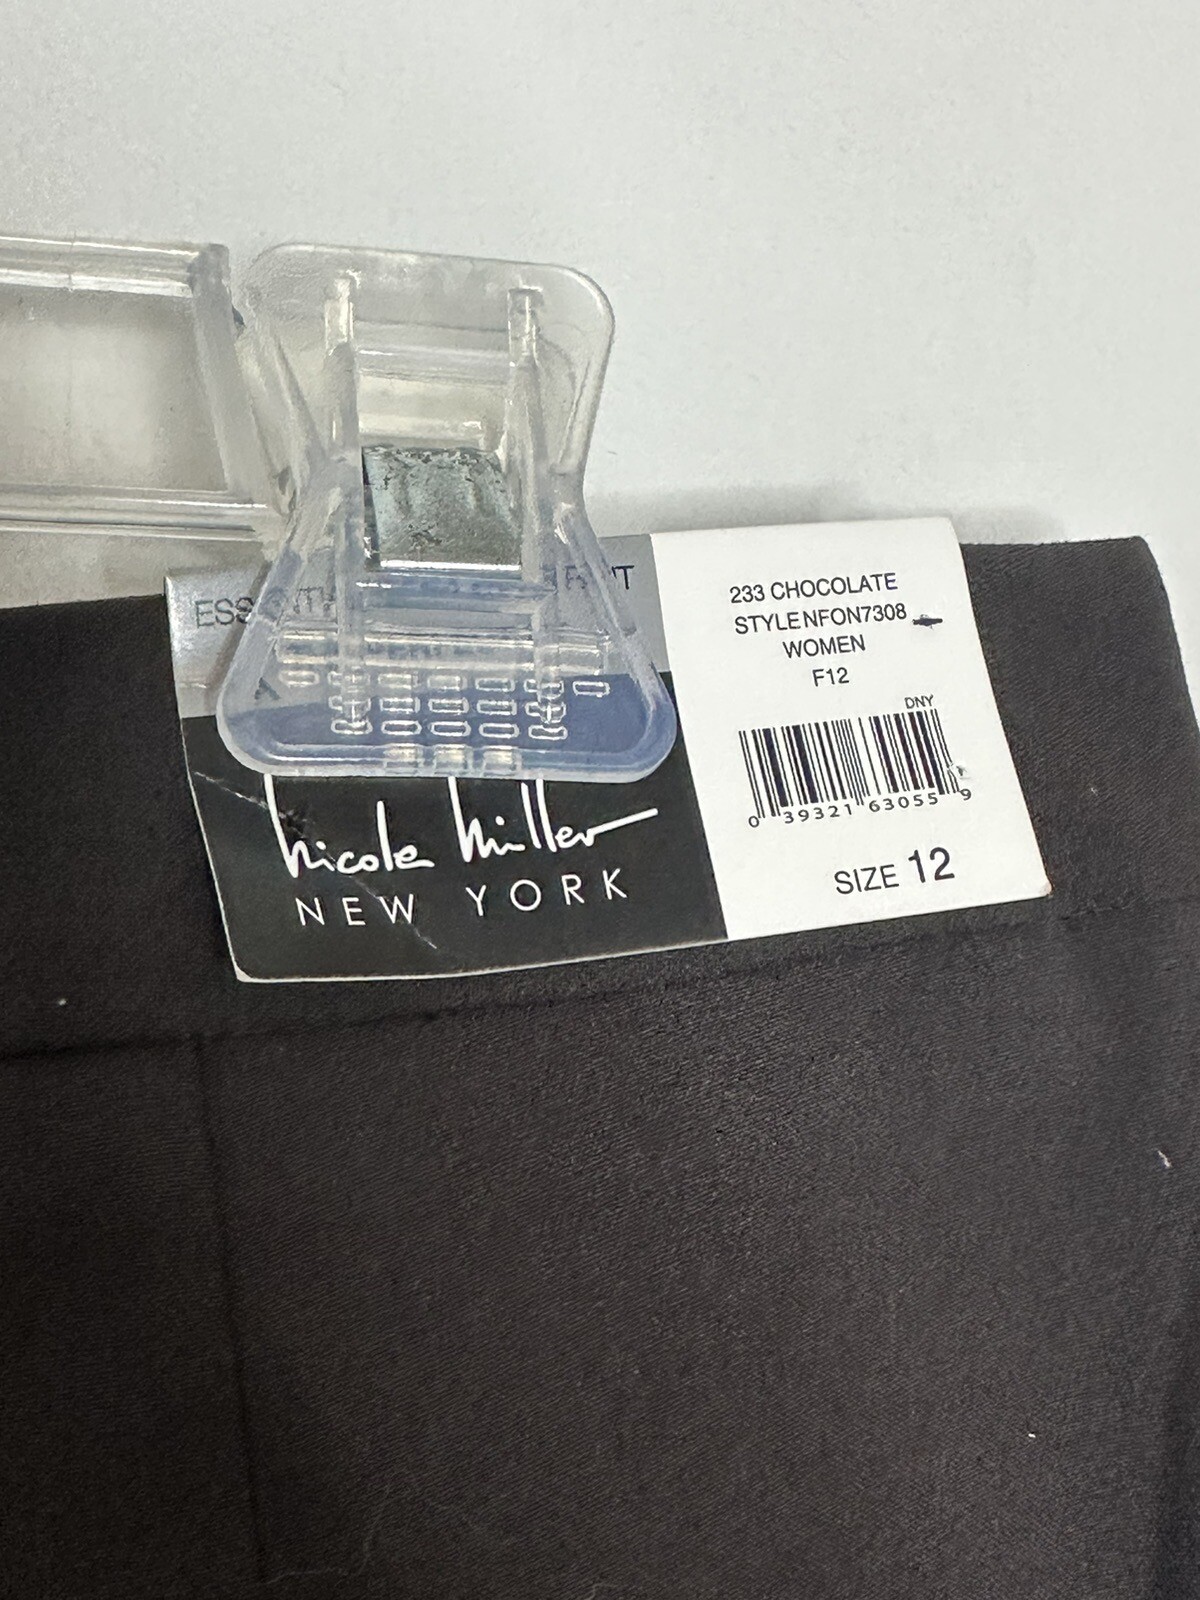 nicole miller
NEW YORK
233 CHOCOLATE
STYLE NFON7308
WOMEN
F12
DNY
0 39321 63055 9
SIZE 12